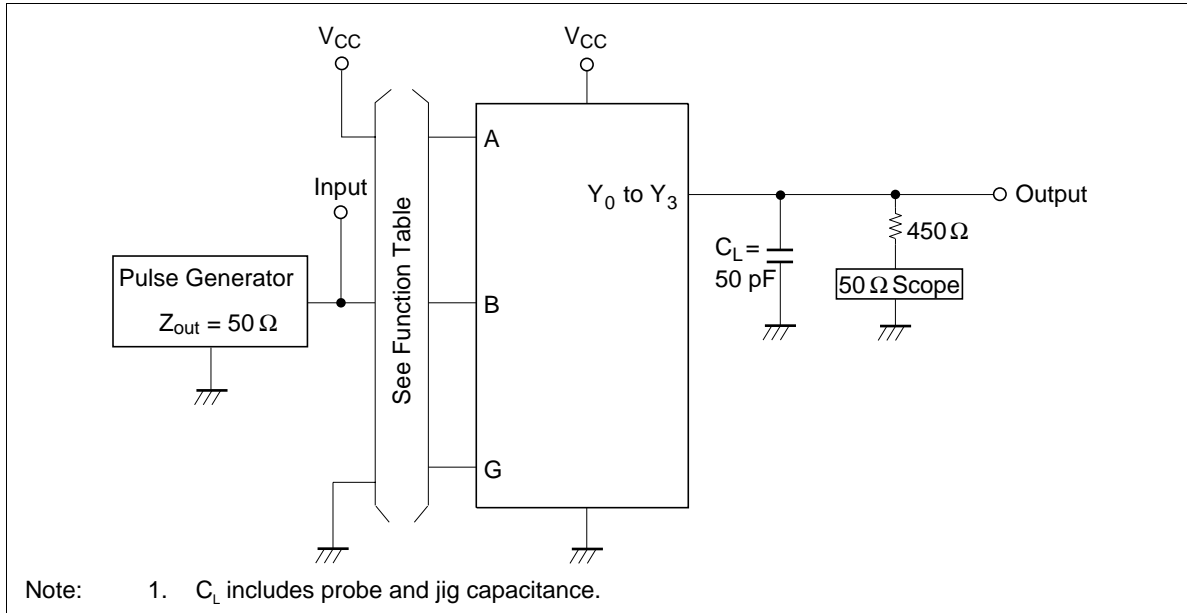 VCC
VCC
A
Input
Y0 to Y3
Output
See Function Table
450 Ω
CL =
50 pF
Pulse Generator
Zout = 50 Ω
B
50 Ω Scope
G
Note: 1. CL includes probe and jig capacitance.